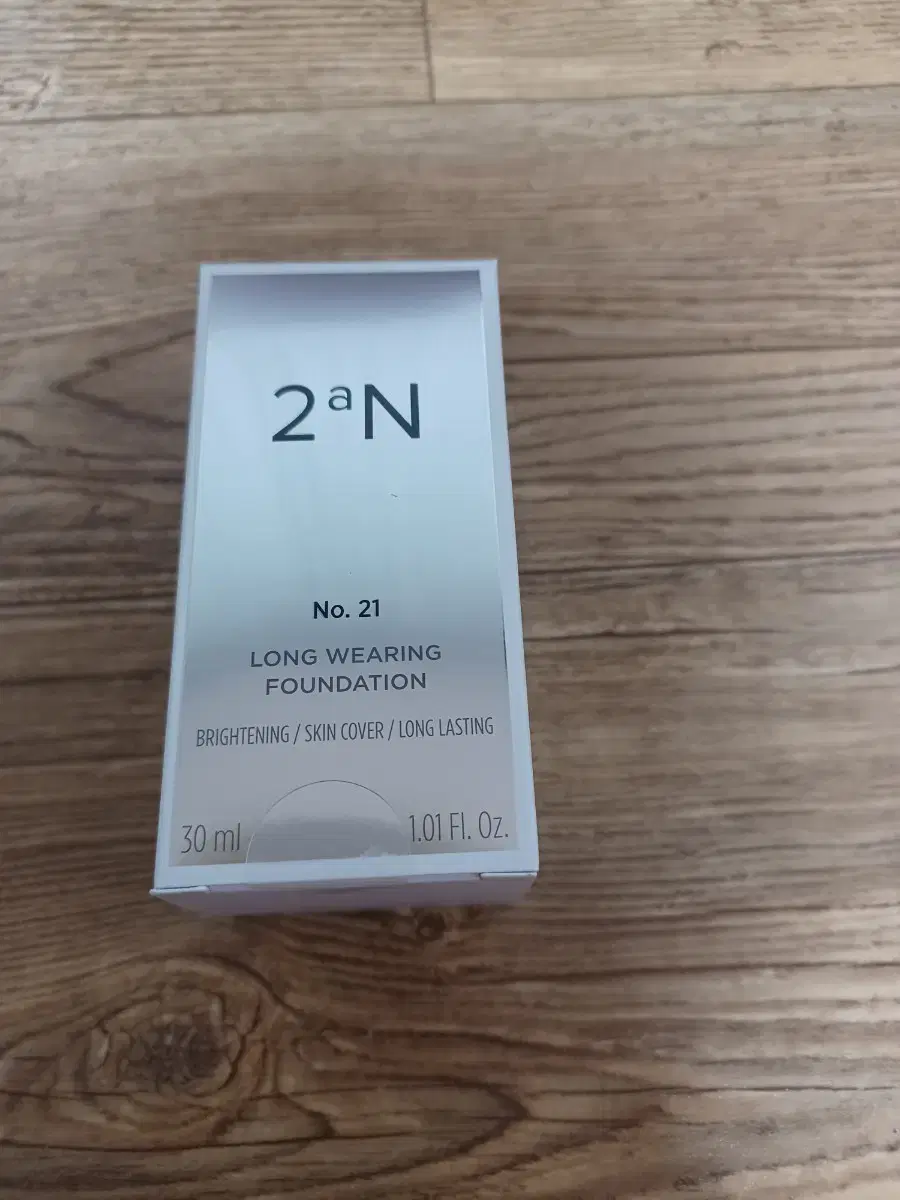 2aN
No. 21
LONG WEARING
FOUNDATION
BRIGHTENING / SKIN COVER / LONG LASTING
30 ml 1.01 Fl. Oz.